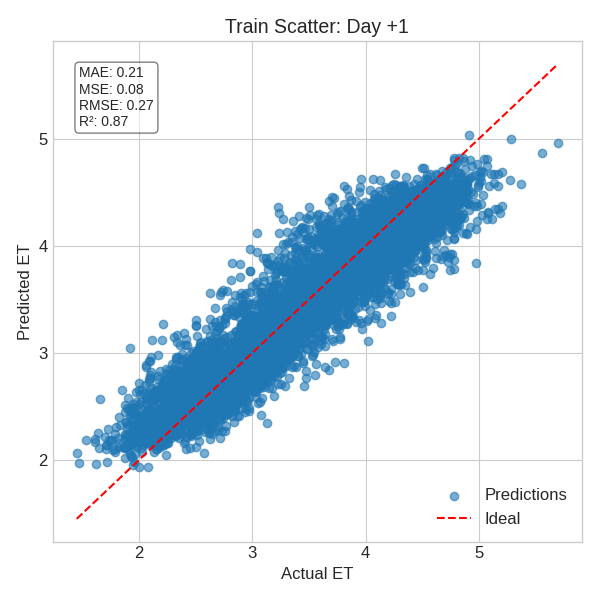 Train Scatter: Day +1
MAE: 0.21
MSE: 0.08
RMSE: 0.27
R²: 0.87
5
4
3
2
Predicted ET
Predictions
Ideal
2 3 4 5
Actual ET